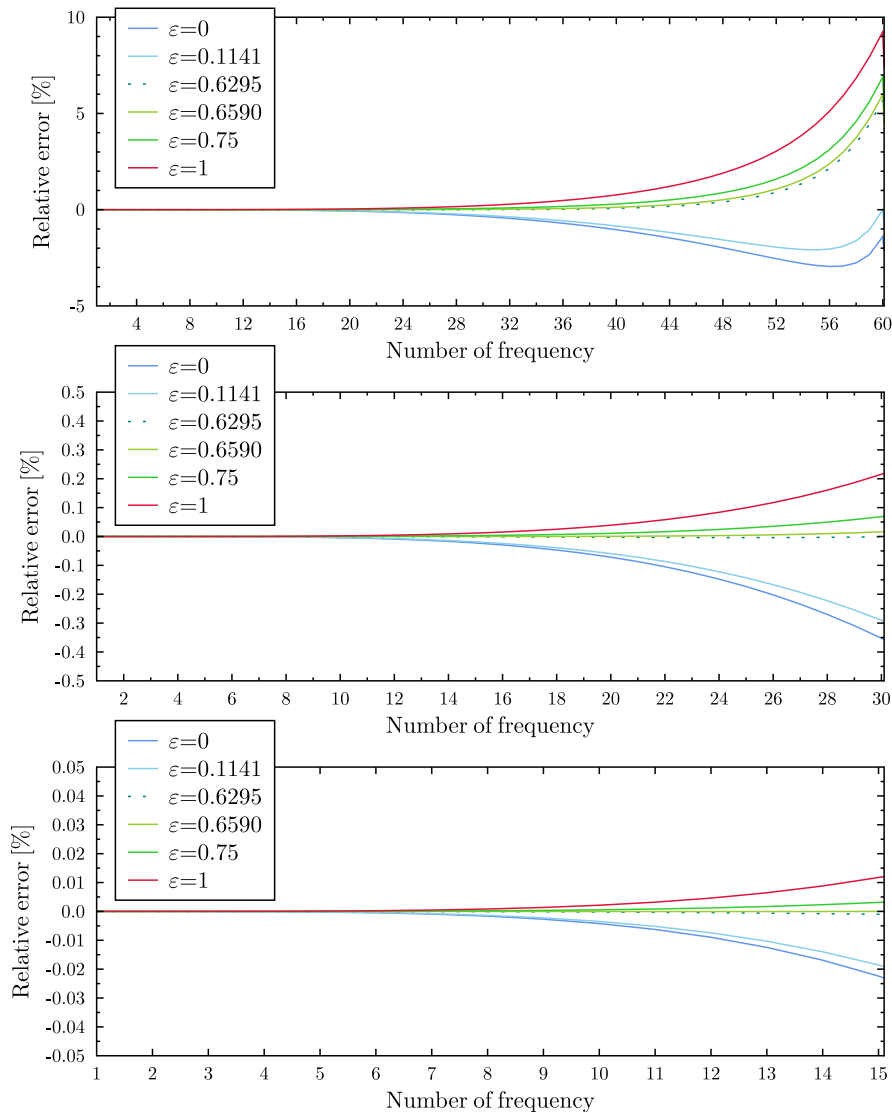 ε=0
ε=0.1141
ε=0.6295
ε=0.6590
ε=0.75
ε=1
Relative error [%]
10
5
0
-5
4 8 12 16 20 24 28 32 36 40 44 48 52 56 60
Number of frequency
ε=0
ε=0.1141
ε=0.6295
ε=0.6590
ε=0.75
ε=1
Relative error [%]
0.5
0.4
0.3
0.2
0.1
0.0
-0.1
-0.2
-0.3
-0.4
-0.5
2 4 6 8 10 12 14 16 18 20 22 24 26 28 30
Number of frequency
ε=0
ε=0.1141
ε=0.6295
ε=0.6590
ε=0.75
ε=1
Relative error [%]
0.05
0.04
0.03
0.02
0.01
0.0
-0.01
-0.02
-0.03
-0.04
-0.05
1 2 3 4 5 6 7 8 9 10 11 12 13 14 15
Number of frequency